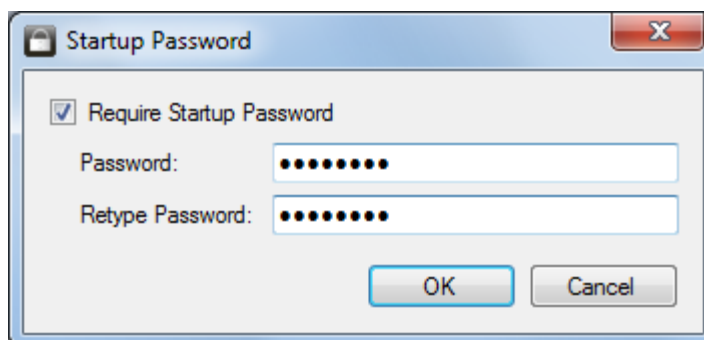 Startup Password
Require Startup Password
Password: ●●●●●●●●
Retype Password: ●●●●●●●●
OK Cancel